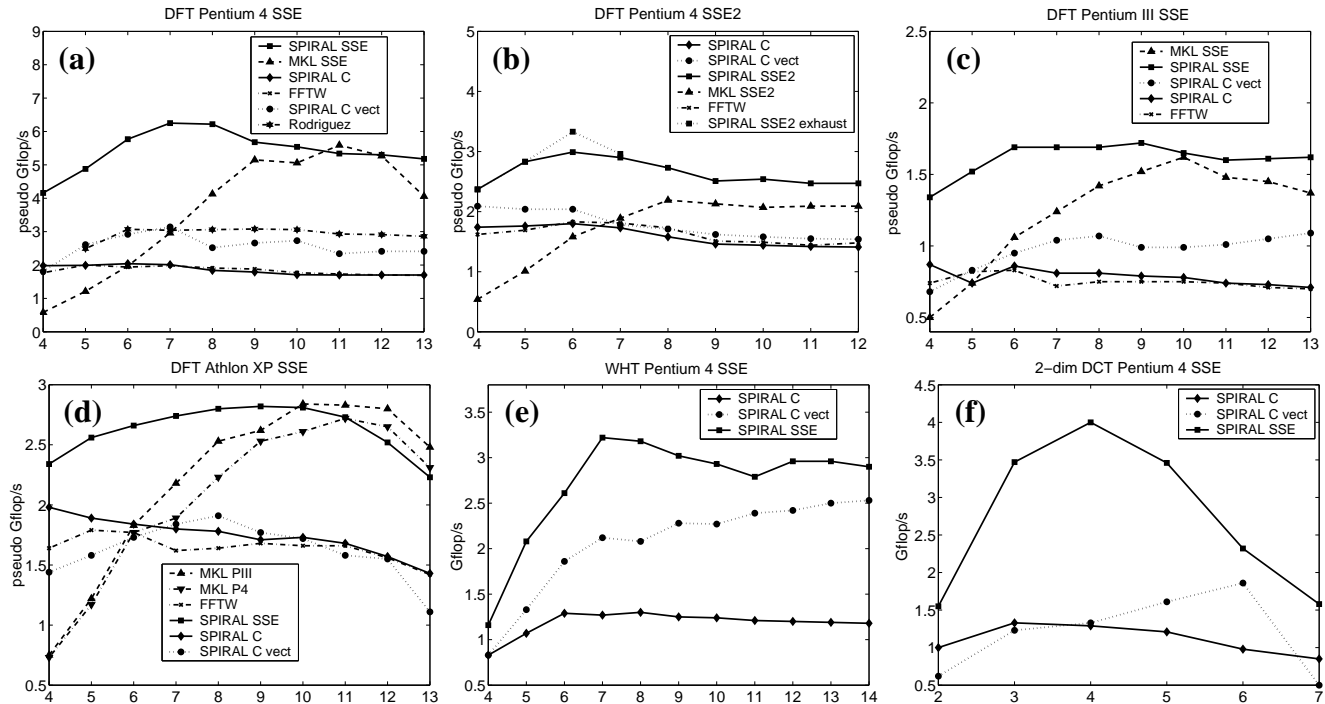 DFT Pentium 4 SSE
(a)
SPIRAL SSE
MKL SSE
SPIRAL C
FFTW
SPIRAL C vect
Rodriguez
pseudo Gflop/s
9
8
7
6
5
4
3
2
1
0
4 5 6 7 8 9 10 11 12 13
DFT Pentium 4 SSE2
(b)
SPIRAL C
SPIRAL C vect
SPIRAL SSE2
MKL SSE2
FFTW
SPIRAL SSE2 exhaust
pseudo Gflop/s
5
4
3
2
1
0
4 5 6 7 8 9 10 11 12
DFT Pentium III SSE
(c)
MKL SSE
SPIRAL SSE
SPIRAL C vect
SPIRAL C
FFTW
pseudo Gflop/s
2.5
2
1.5
1
0.5
4 5 6 7 8 9 10 11 12 13
DFT Athlon XP SSE
(d)
MKL PIII
MKL P4
FFTW
SPIRAL SSE
SPIRAL C
SPIRAL C vect
pseudo Gflop/s
3
2.5
2
1.5
1
0.5
4 5 6 7 8 9 10 11 12 13
WHT Pentium 4 SSE
(e)
SPIRAL C
SPIRAL C vect
SPIRAL SSE
Gflop/s
3.5
3
2.5
2
1.5
1
0.5
4 5 6 7 8 9 10 11 12 13 14
2-dim DCT Pentium 4 SSE
(f)
SPIRAL C
SPIRAL C vect
SPIRAL SSE
Gflop/s
4.5
4
3.5
3
2.5
2
1.5
1
0.5
2 3 4 5 6 7